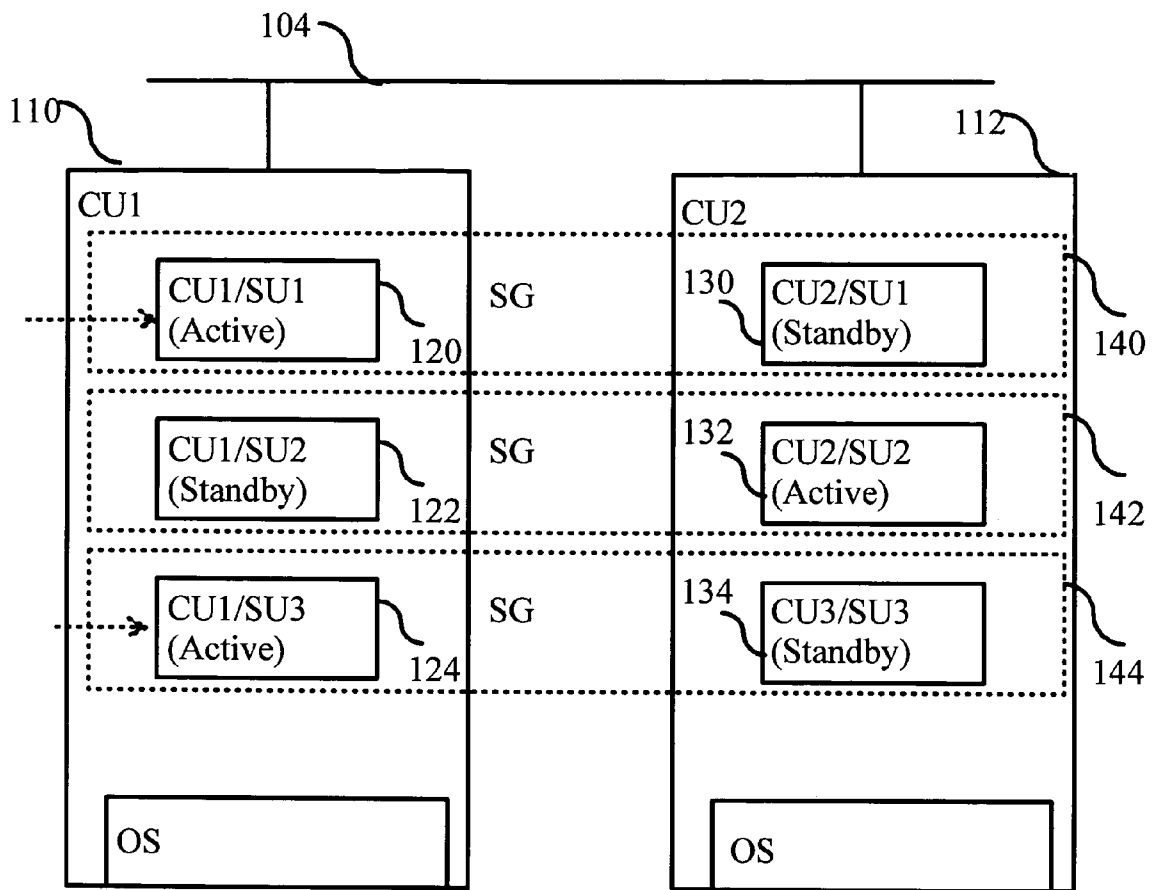 104
110
112
CU1
CU2
CU1/SU1
(Active)
120
SG
130
CU2/SU1
(Standby)
140
CU1/SU2
(Standby)
122
SG
132
CU2/SU2
(Active)
142
CU1/SU3
(Active)
124
SG
134
CU3/SU3
(Standby)
144
OS
OS